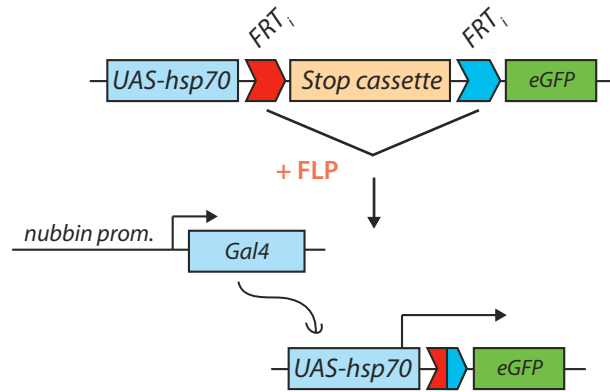 FRT i
FRT i
UAS-hsp70
Stop cassette
eGFP
+ FLP
nubbin prom.
Gal4
UAS-hsp70
eGFP